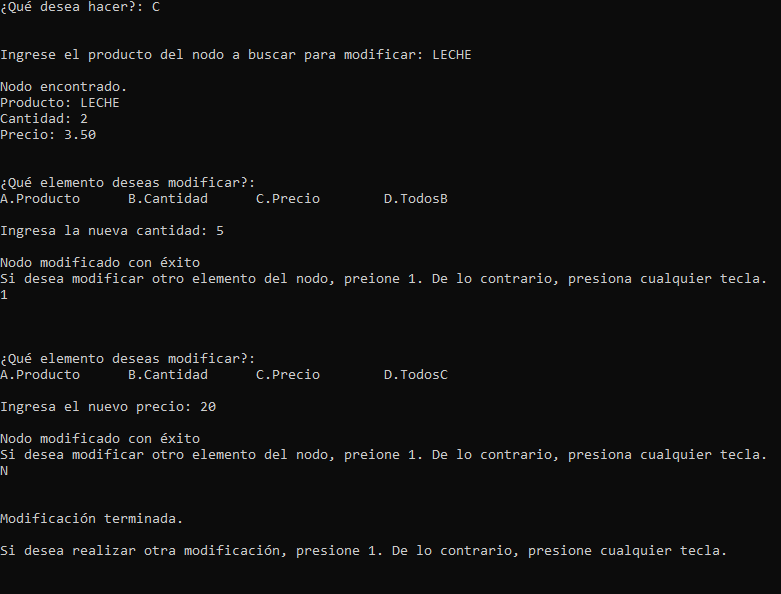 ¿Qué desea hacer?: C
Ingrese el producto del nodo a buscar para modificar: LECHE
Nodo encontrado.
Producto: LECHE
Cantidad: 2
Precio: 3.50
¿Qué elemento deseas modificar?:
A.Producto B.Cantidad C.Precio D.TodosB
Ingresa la nueva cantidad: 5
Nodo modificado con éxito
Si desea modificar otro elemento del nodo, preione 1. De lo contrario, presiona cualquier tecla.
1
¿Qué elemento deseas modificar?:
A.Producto B.Cantidad C.Precio D.TodosC
Ingresa el nuevo precio: 20
Nodo modificado con éxito
Si desea modificar otro elemento del nodo, preione 1. De lo contrario, presiona cualquier tecla.
N
Modificación terminada.
Si desea realizar otra modificación, presione 1. De lo contrario, presione cualquier tecla.